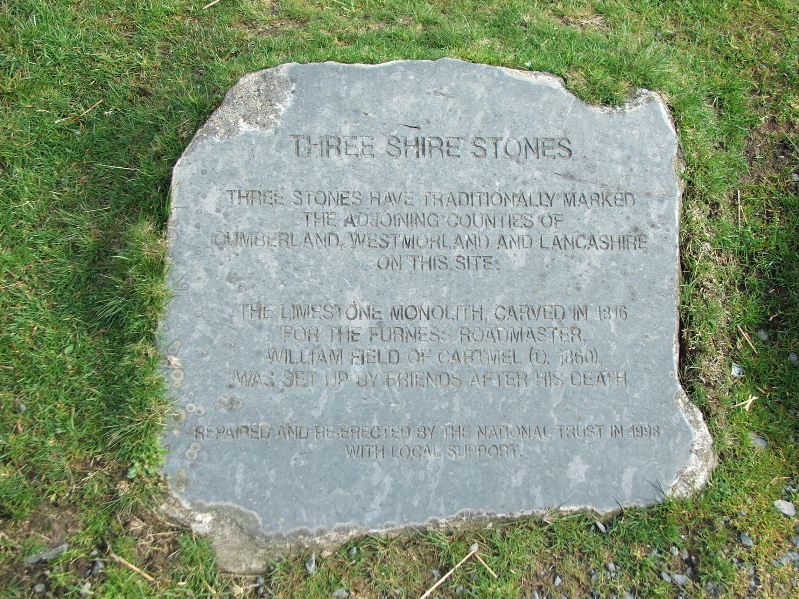 THREE SHIRE STONES
THREE STONES HAVE TRADITIONALLY MARKED
THE ADJOINING COUNTIES OF
CUMBERLAND, WESTMORLAND AND LANCASHIRE
ON THIS SITE.
THE LIMESTONE MONOLITH, CARVED IN 1816
FOR THE FURNESS ROADMASTER,
WILLIAM FIELD OF CARTMEL (D. 1860),
WAS SET UP BY FRIENDS AFTER HIS DEATH.
REPAIRED AND RE-ERECTED BY THE NATIONAL TRUST IN 1998
WITH LOCAL SUPPORT.